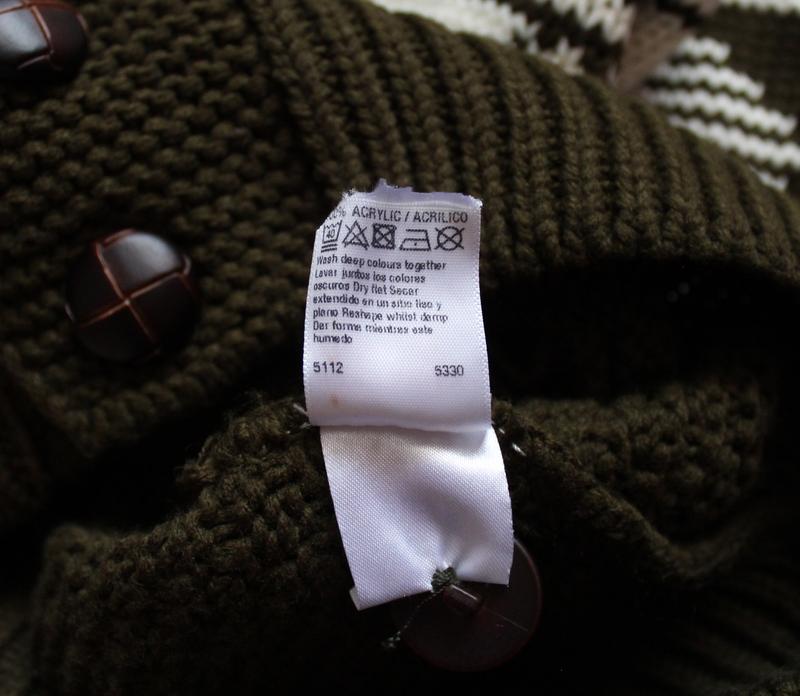 % ACRYLIC / ACRILICO
40
Wash deep colours together
Lavar juntos los colores
oscuros Dry flat Secar
extendido en un sitio liso y
plano Reshape whilst damp
Dar forma mientras este
humedo
5112 5330